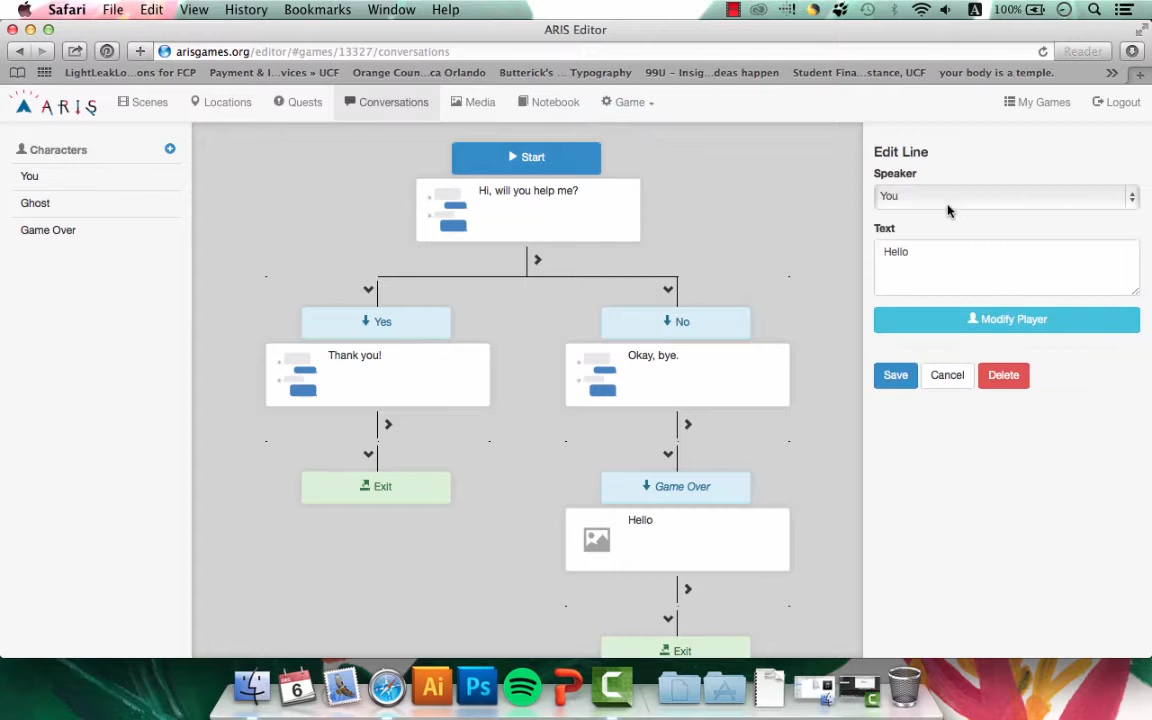 Safari File Edit View History Bookmarks Window Help 100%
ARIS Editor
arisgames.org/editor/#games/13327/conversations Reader
LightLeakLo...ons for FCP Payment & I...vices » UCF Orange Coun...ca Orlando Butterick's ... Typography 99U - Insig...deas happen Student Fina...stance, UCF your body is a temple.
ARIS Scenes Locations Quests Conversations Media Notebook Game My Games Logout
Characters
You
Ghost
Game Over
Start
Hi, will you help me?
Yes
No
Thank you!
Okay, bye.
Exit
Game Over
Hello
Exit
Edit Line
Speaker
You
Text
Hello
Modify Player
Save Cancel Delete
DEC
6
Ai
Ps